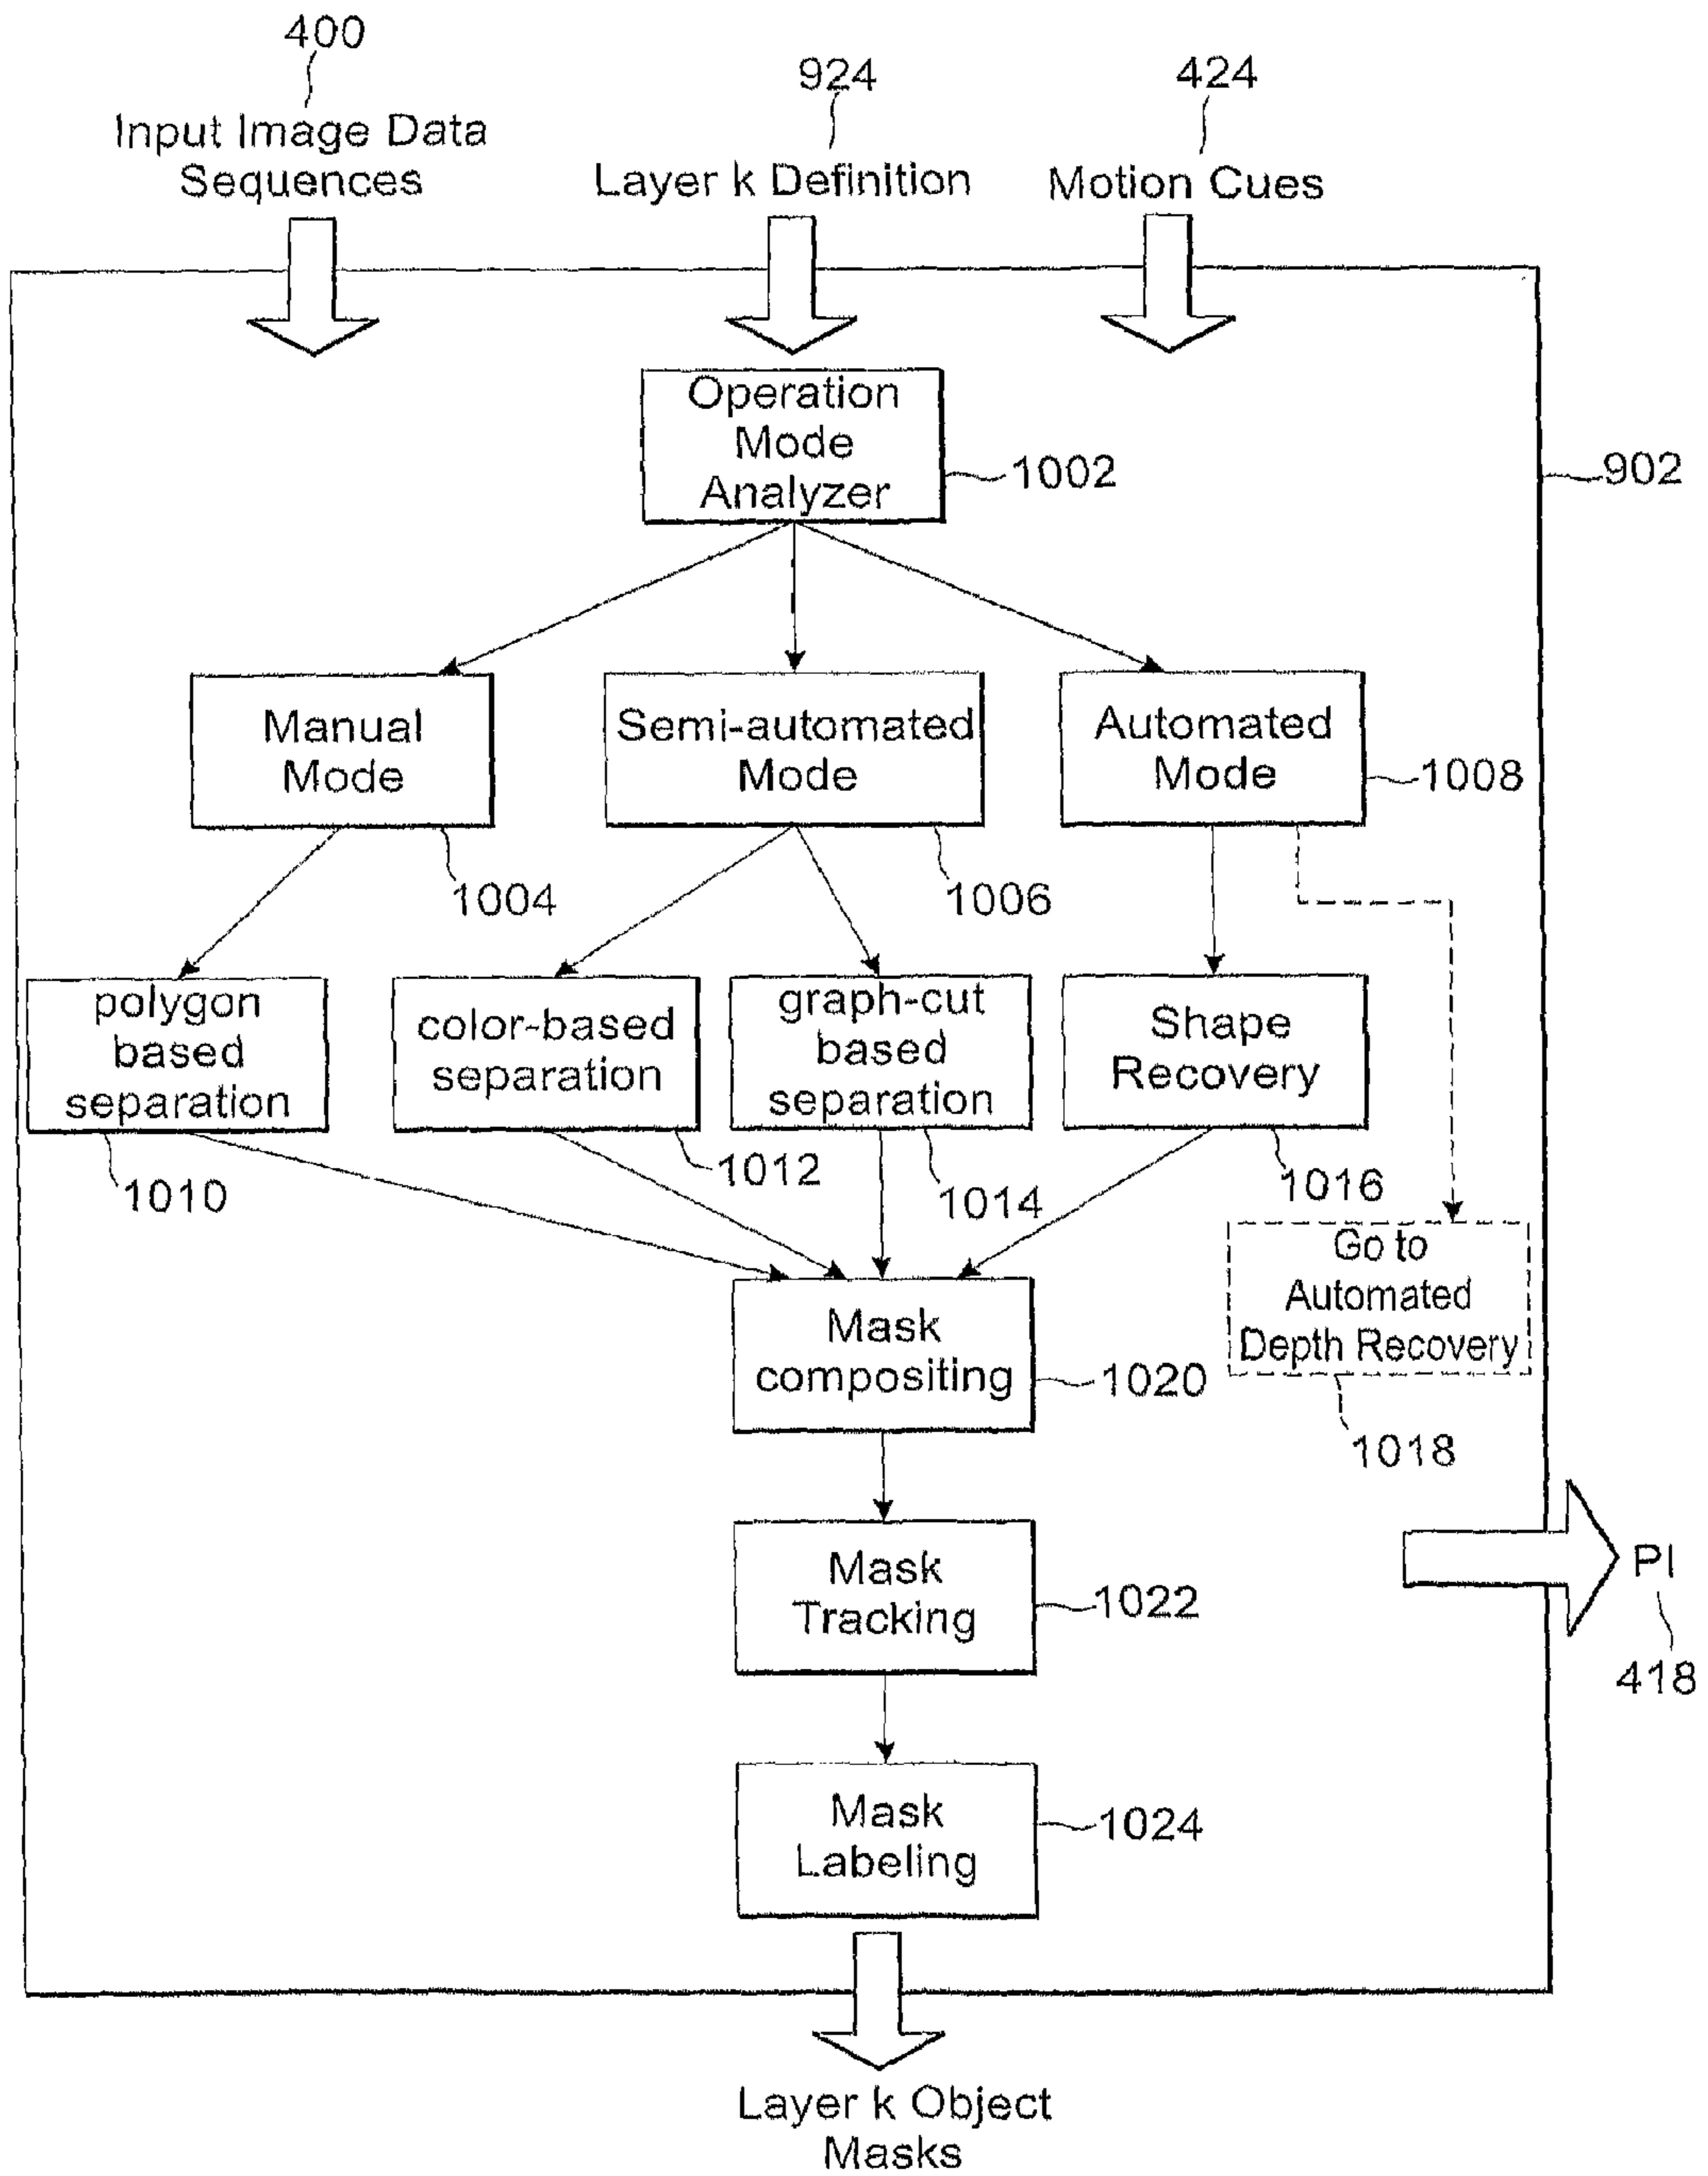 400
924
424
Input Image Data
Sequences
Layer k Definition
Motion Cues
Operation
Mode
Analyzer
1002
902
Manual
Mode
1004
Semi-automated
Mode
1006
Automated
Mode
1008
polygon
based
separation
1010
color-based
separation
1012
graph-cut
based
separation
1014
Shape
Recovery
1016
Go to
Automated
Depth Recovery
1018
Mask
compositing
1020
Mask
Tracking
1022
PI
418
Mask
Labeling
1024
Layer k Object
Masks